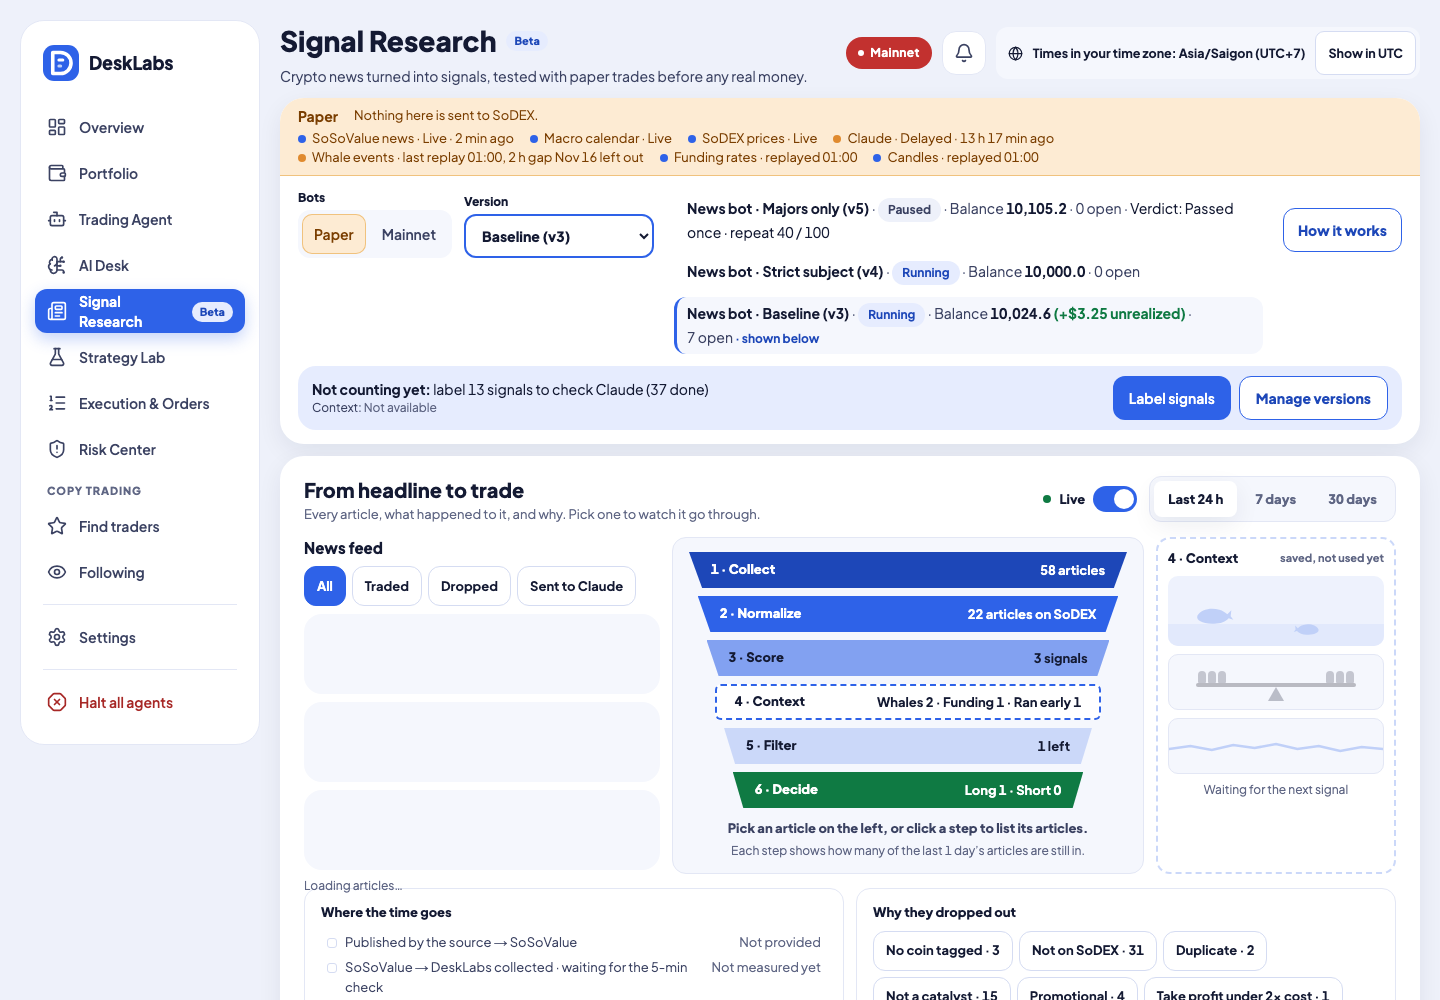 DeskLabs
Overview
Portfolio
Trading Agent
AI Desk
Signal Research Beta
Strategy Lab
Execution & Orders
Risk Center
COPY TRADING
Find traders
Following
Settings
Halt all agents
Signal Research Beta
Crypto news turned into signals, tested with paper trades before any real money.
Mainnet
Times in your time zone: Asia/Saigon (UTC+7)
Show in UTC
Paper Nothing here is sent to SoDEX.
SoSoValue news · Live · 2 min ago Macro calendar · Live SoDEX prices · Live Claude · Delayed · 13 h 17 min ago
Whale events · last replay 01:00, 2 h gap Nov 16 left out Funding rates · replayed 01:00 Candles · replayed 01:00
Bots
Paper Mainnet
Version
Baseline (v3)
News bot · Majors only (v5) · Paused · Balance 10,105.2 · 0 open · Verdict: Passed
once · repeat 40 / 100
News bot · Strict subject (v4) · Running · Balance 10,000.0 · 0 open
News bot · Baseline (v3) · Running · Balance 10,024.6 (+$3.25 unrealized) ·
7 open · shown below
How it works
Not counting yet: label 13 signals to check Claude (37 done)
Context: Not available
Label signals
Manage versions
From headline to trade
Every article, what happened to it, and why. Pick one to watch it go through.
Live
Last 24 h 7 days 30 days
News feed
All Traded Dropped Sent to Claude
Loading articles…
1 · Collect 58 articles
2 · Normalize 22 articles on SoDEX
3 · Score 3 signals
4 · Context Whales 2 · Funding 1 · Ran early 1
5 · Filter 1 left
6 · Decide Long 1 · Short 0
Pick an article on the left, or click a step to list its articles.
Each step shows how many of the last 1 day's articles are still in.
4 · Context saved, not used yet
Waiting for the next signal
Where the time goes
Published by the source → SoSoValue Not provided
SoSoValue → DeskLabs collected · waiting for the 5-min Not measured yet
check
Why they dropped out
No coin tagged · 3 Not on SoDEX · 31 Duplicate · 2
Not a catalyst · 15 Promotional · 4 Take profit under 2× cost · 1